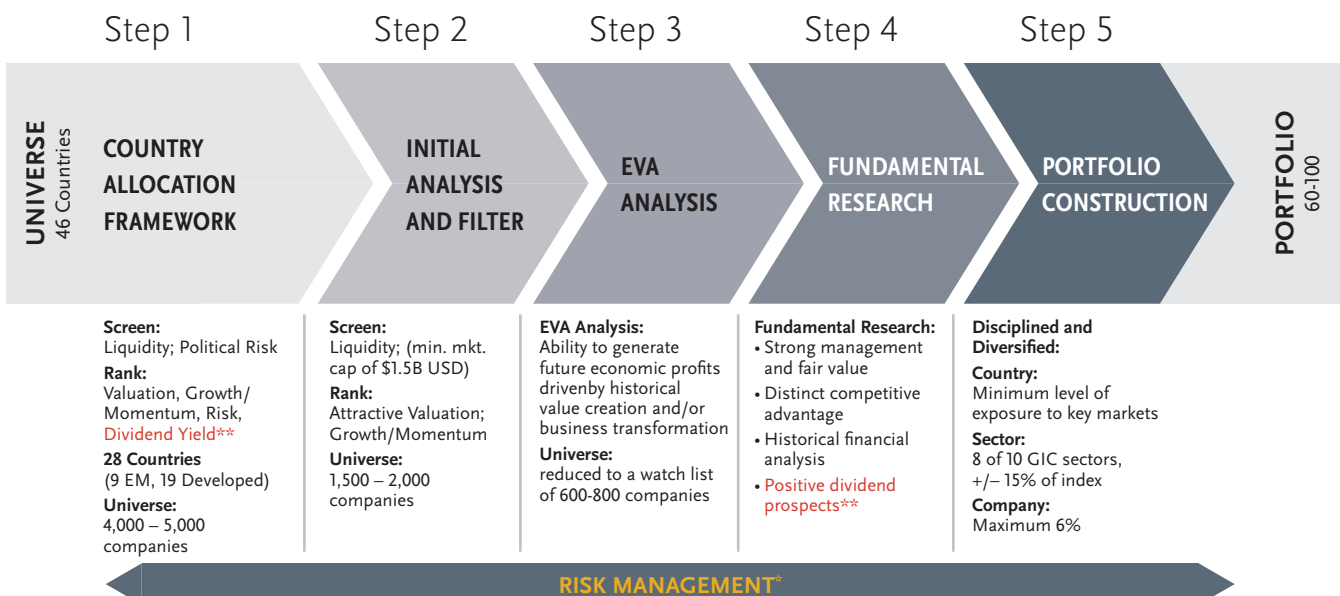 Step 1
Step 2
Step 3
Step 4
Step 5
UNIVERSE
46 Countries
COUNTRY
ALLOCATION
FRAMEWORK
INITIAL
ANALYSIS
AND FILTER
EVA
ANALYSIS
FUNDAMENTAL
RESEARCH
PORTFOLIO
CONSTRUCTION
PORTFOLIO
60-100
Screen:
Liquidity; Political Risk
Rank:
Valuation, Growth/
Momentum, Risk,
Dividend Yield**
28 Countries
(9 EM, 19 Developed)
Universe:
4,000 – 5,000
companies
Screen:
Liquidity; (min. mkt.
cap of $1.5B USD)
Rank:
Attractive Valuation;
Growth/Momentum
Universe:
1,500 – 2,000
companies
EVA Analysis:
Ability to generate
future economic profits
drivenby historical
value creation and/or
business transformation
Universe:
reduced to a watch list
of 600-800 companies
Fundamental Research:
• Strong management
and fair value
• Distinct competitive
advantage
• Historical financial
analysis
• Positive dividend
prospects**
Disciplined and
Diversified:
Country:
Minimum level of
exposure to key markets
Sector:
8 of 10 GIC sectors,
+/– 15% of index
Company:
Maximum 6%
RISK MANAGEMENT*